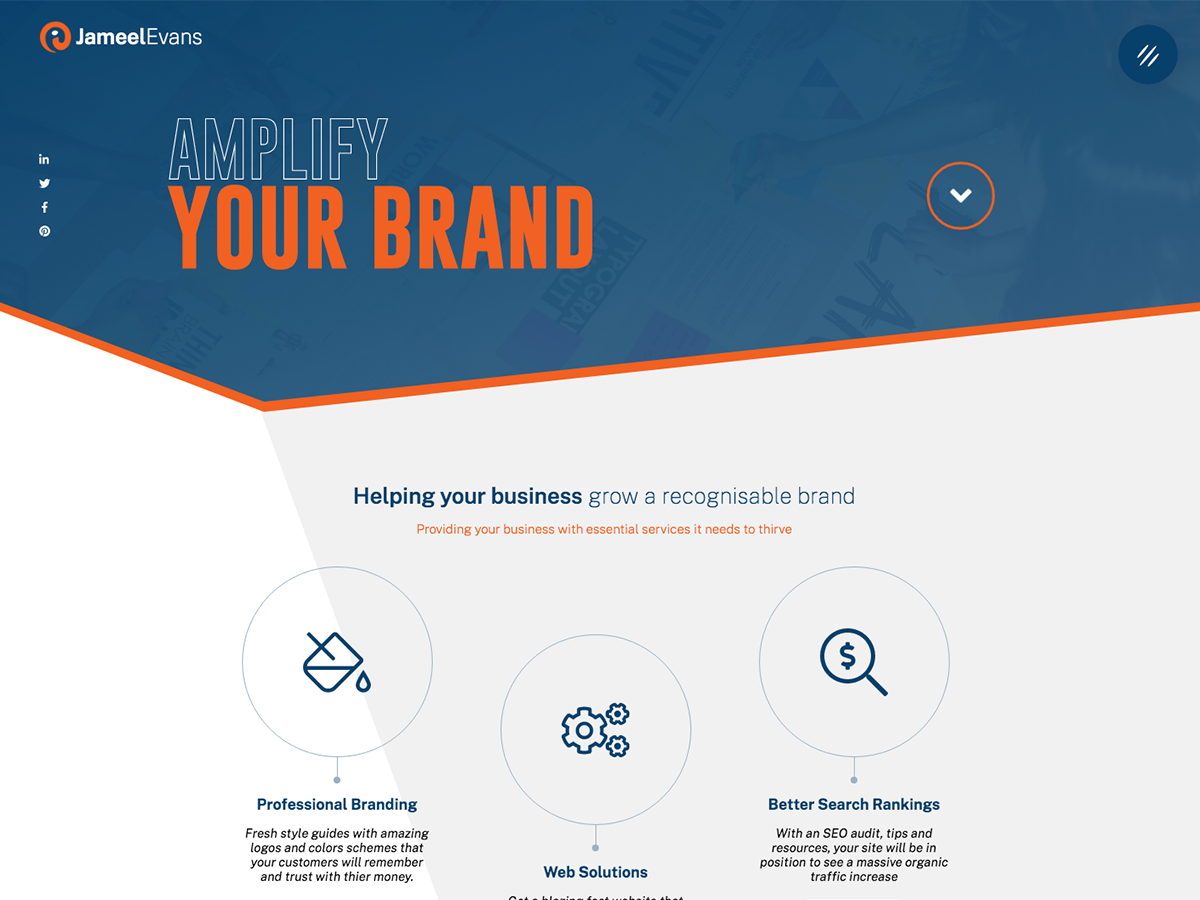 JameelEvans
AMPLIFY
YOUR BRAND
Helping your business grow a recognisable brand
Providing your business with essential services it needs to thirve
Professional Branding
Fresh style guides with amazing
logos and colors schemes that
your customers will remember
and trust with thier money.
Web Solutions
Better Search Rankings
With an SEO audit, tips and
resources, your site will be in
position to see a massive organic
traffic increase